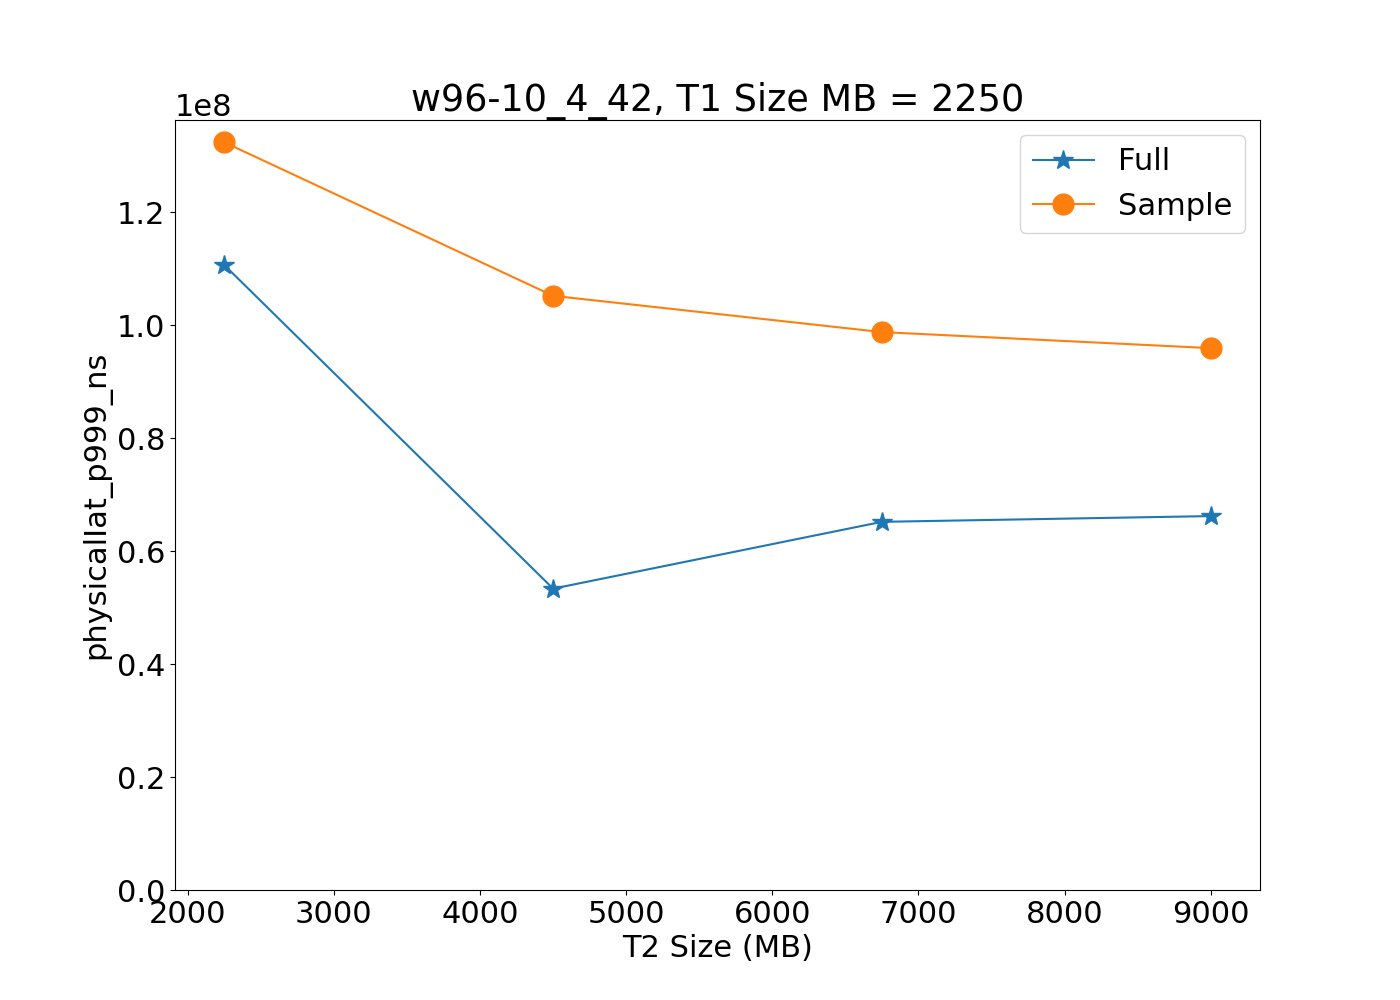 w96-10_4_42, T1 Size MB = 2250
1e8
Full
Sample
1.2
1.0
0.8
0.6
0.4
0.2
0.0
physicallat_p999_ns
2000 3000 4000 5000 6000 7000 8000 9000
T2 Size (MB)